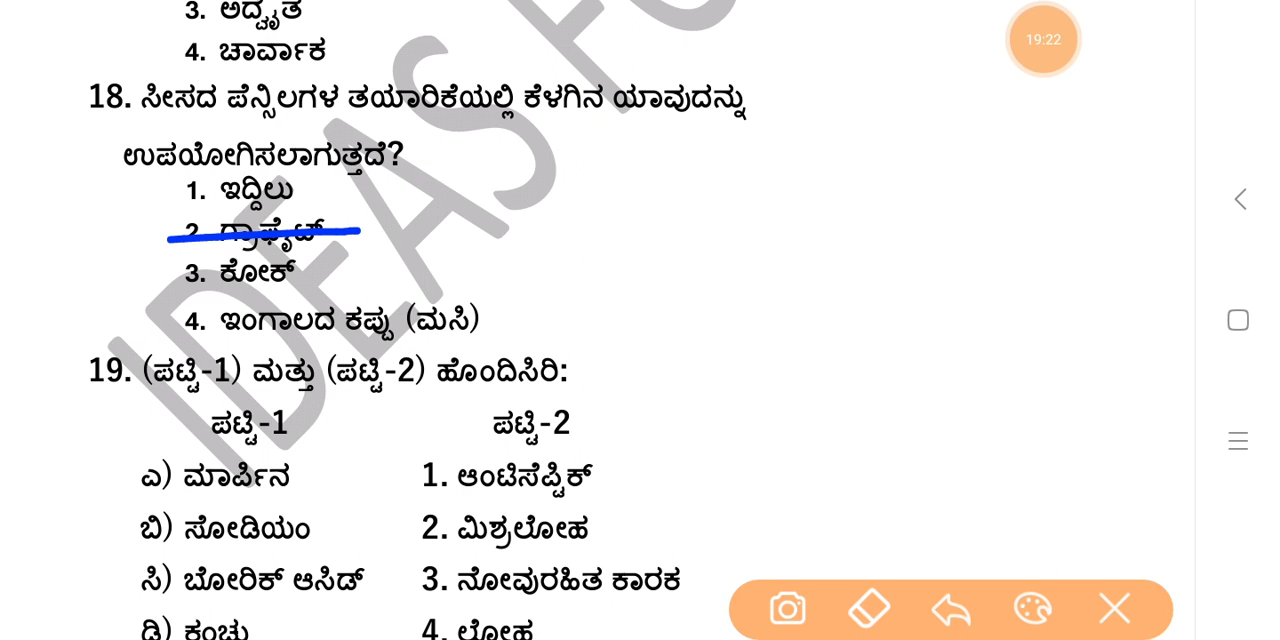 3. ಅದ್ವೈತ
4. ಚಾರ್ವಾಕ
19:22
18. ಸೀಸದ ಪೆನ್ಸಿಲಗಳ ತಯಾರಿಕೆಯಲ್ಲಿ ಕೆಳಗಿನ ಯಾವುದನ್ನು
ಉಪಯೋಗಿಸಲಾಗುತ್ತದೆ?
1. ಇದ್ದಿಲು
2. ಗ್ರಾಫೈಟ್
3. ಕೋಕ್
4. ಇಂಗಾಲದ ಕಪ್ಪು (ಮಸಿ)
19. (ಪಟ್ಟಿ-1) ಮತ್ತು (ಪಟ್ಟಿ-2) ಹೊಂದಿಸಿರಿ:
ಪಟ್ಟಿ-1 ಪಟ್ಟಿ-2
ಎ) ಮಾರ್ಪಿನ 1. ಆಂಟಿಸೆಪ್ಟಿಕ್
ಬಿ) ಸೋಡಿಯಂ 2. ಮಿಶ್ರಲೋಹ
ಸಿ) ಬೋರಿಕ್ ಆಸಿಡ್ 3. ನೋವುರಹಿತ ಕಾರಕ
ಡಿ) ಕಂಚು 4. ಲೋಹ
IDEAS FO